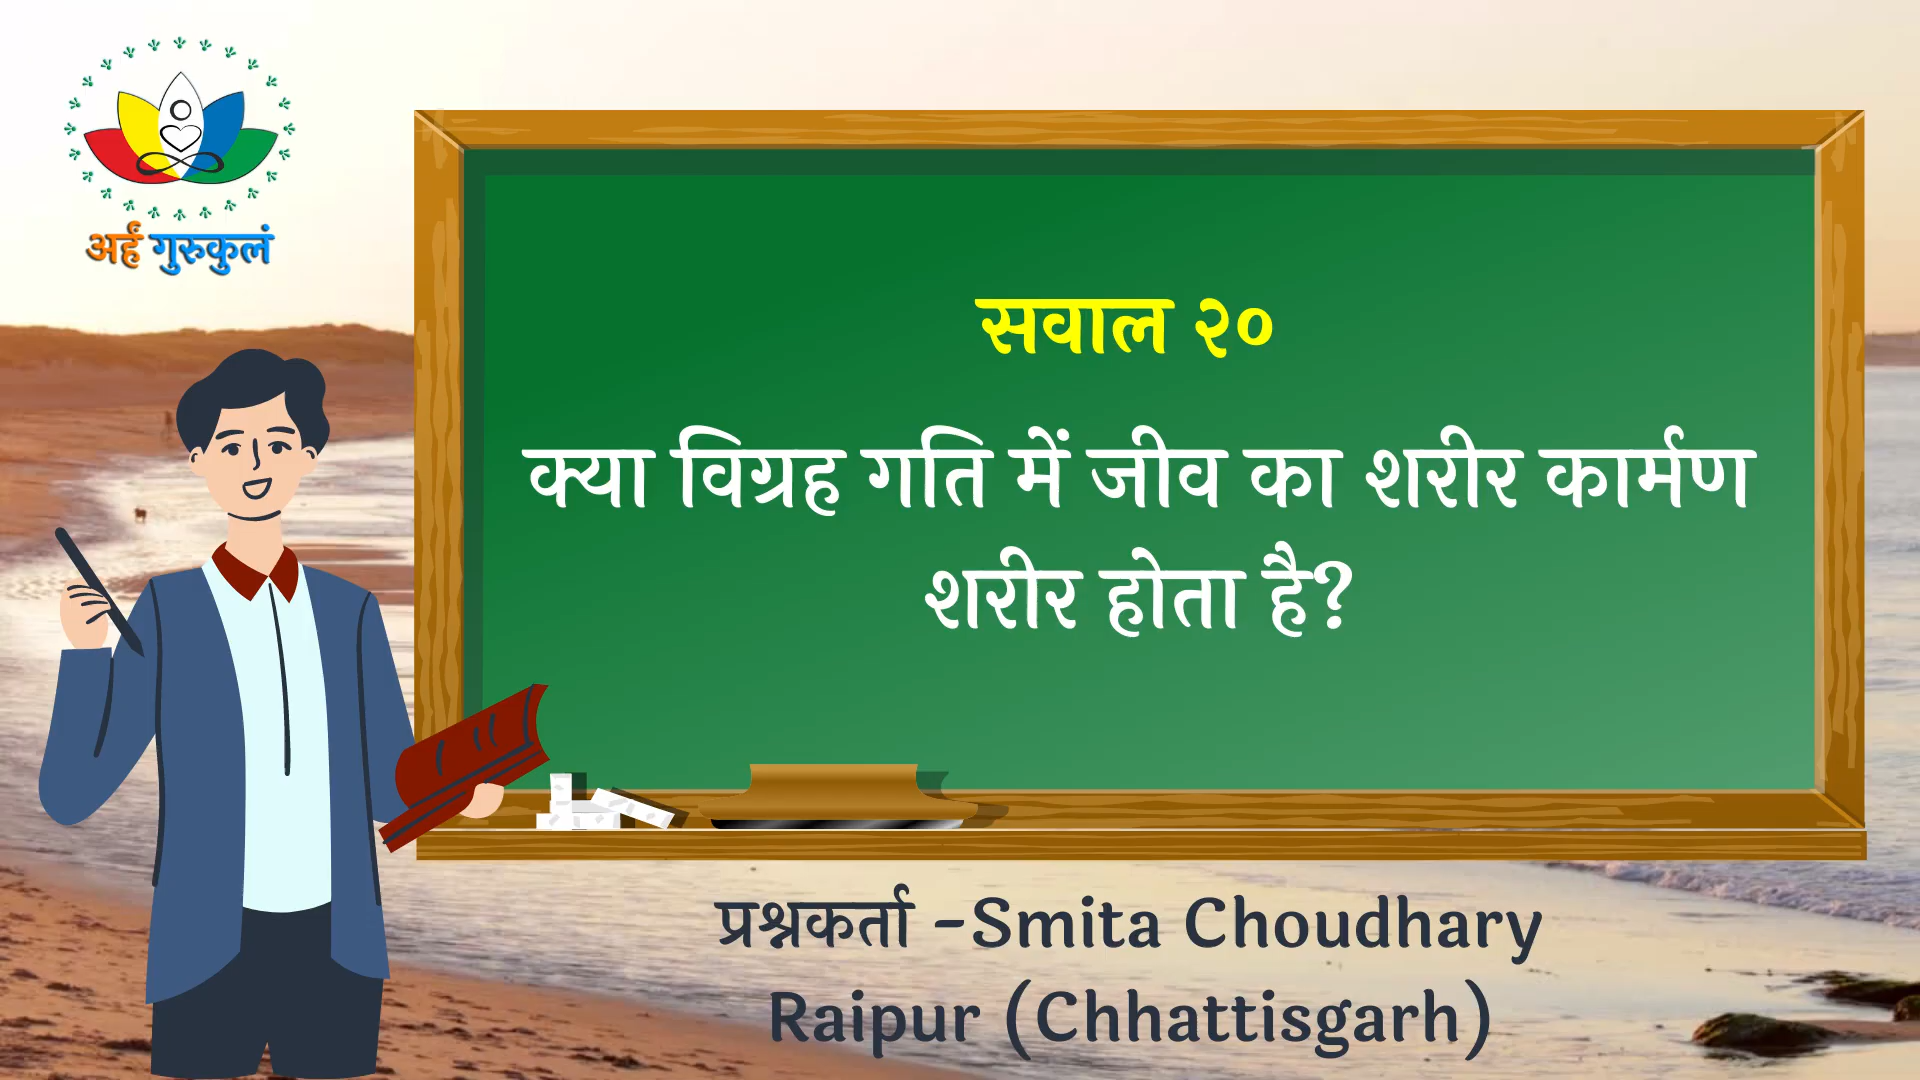 अर्हं गुरुकुलं
सवाल २०
क्या विग्रह गति में जीव का शरीर कार्मण
शरीर होता है?
प्रश्नकर्ता -Smita Choudhary
Raipur (Chhattisgarh)